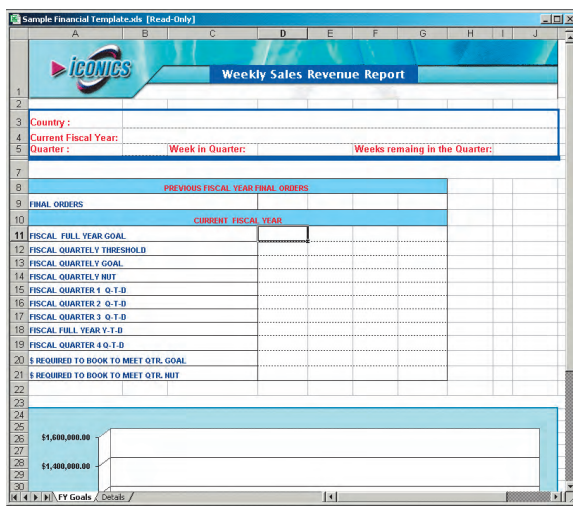 Sample Financial Template.xls [Read-Only]
A B C D E F G H I J
ICONICS
Weekly Sales Revenue Report
1
2
3 Country :
4 Current Fiscal Year:
5 Quarter : Week in Quarter: Weeks remaing in the Quarter:
7
8 PREVIOUS FISCAL YEAR FINAL ORDERS
9 FINAL ORDERS
10 CURRENT FISCAL YEAR
11 FISCAL FULL YEAR GOAL
12 FISCAL QUARTELY THRESHOLD
13 FISCAL QUARTELY GOAL
14 FISCAL QUARTELY NUT
15 FISCAL QUARTER 1 Q-T-D
16 FISCAL QUARTER 2 Q-T-D
17 FISCAL QUARTER 3 Q-T-D
18 FISCAL FULL YEAR Y-T-D
19 FISCAL QUARTER 4 Q-T-D
20 $ REQUIRED TO BOOK TO MEET QTR. GOAL
21 $ REQUIRED TO BOOK TO MEET QTR. NUT
22
23
24
25
26 $1,600,000.00
27
28 $1,400,000.00
29
30
FY Goals Details